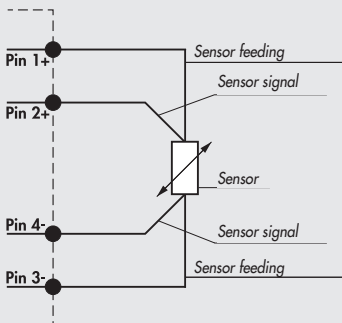 Sensor feeding
Pin 1+
Sensor signal
Pin 2+
Sensor
Pin 4-
Sensor signal
Sensor feeding
Pin 3-